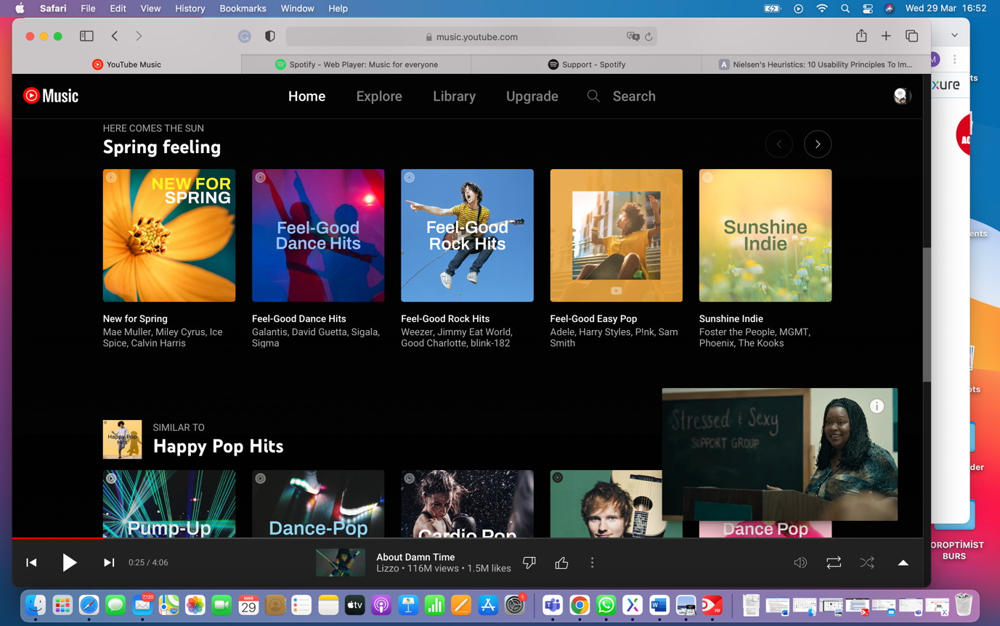 Safari File Edit View History Bookmarks Window Help Wed 29 Mar 16:52
music.youtube.com
YouTube Music
Spotify - Web Player: Music for everyone
Support - Spotify
A Nielsen's Heuristics: 10 Usability Principles To Im...
Music
Home Explore Library Upgrade Search
HERE COMES THE SUN
Spring feeling
NEW FOR
SPRING
Feel-Good
Dance Hits
Feel-Good
Rock Hits
Sunshine
Indie
New for Spring
Mae Muller, Miley Cyrus, Ice
Spice, Calvin Harris
Feel-Good Dance Hits
Galantis, David Guetta, Sigala,
Sigma
Feel-Good Rock Hits
Weezer, Jimmy Eat World,
Good Charlotte, blink-182
Feel-Good Easy Pop
Adele, Harry Styles, P!nk, Sam
Smith
Sunshine Indie
Foster the People, MGMT,
Phoenix, The Kooks
Stressed & Sexy
SUPPORT GROUP
Happy Pop
Hits
SIMILAR TO
Happy Pop Hits
Pump-Up
Dance-Pop
Cardio Pop
Dance Pop
0:25 / 4:06
About Damn Time
Lizzo • 116M views • 1.5M likes
M
xure
ts
AC
ents
ots
der
OROPTİMİST
BURS
7,120
MAR
29
tv
1
PDF